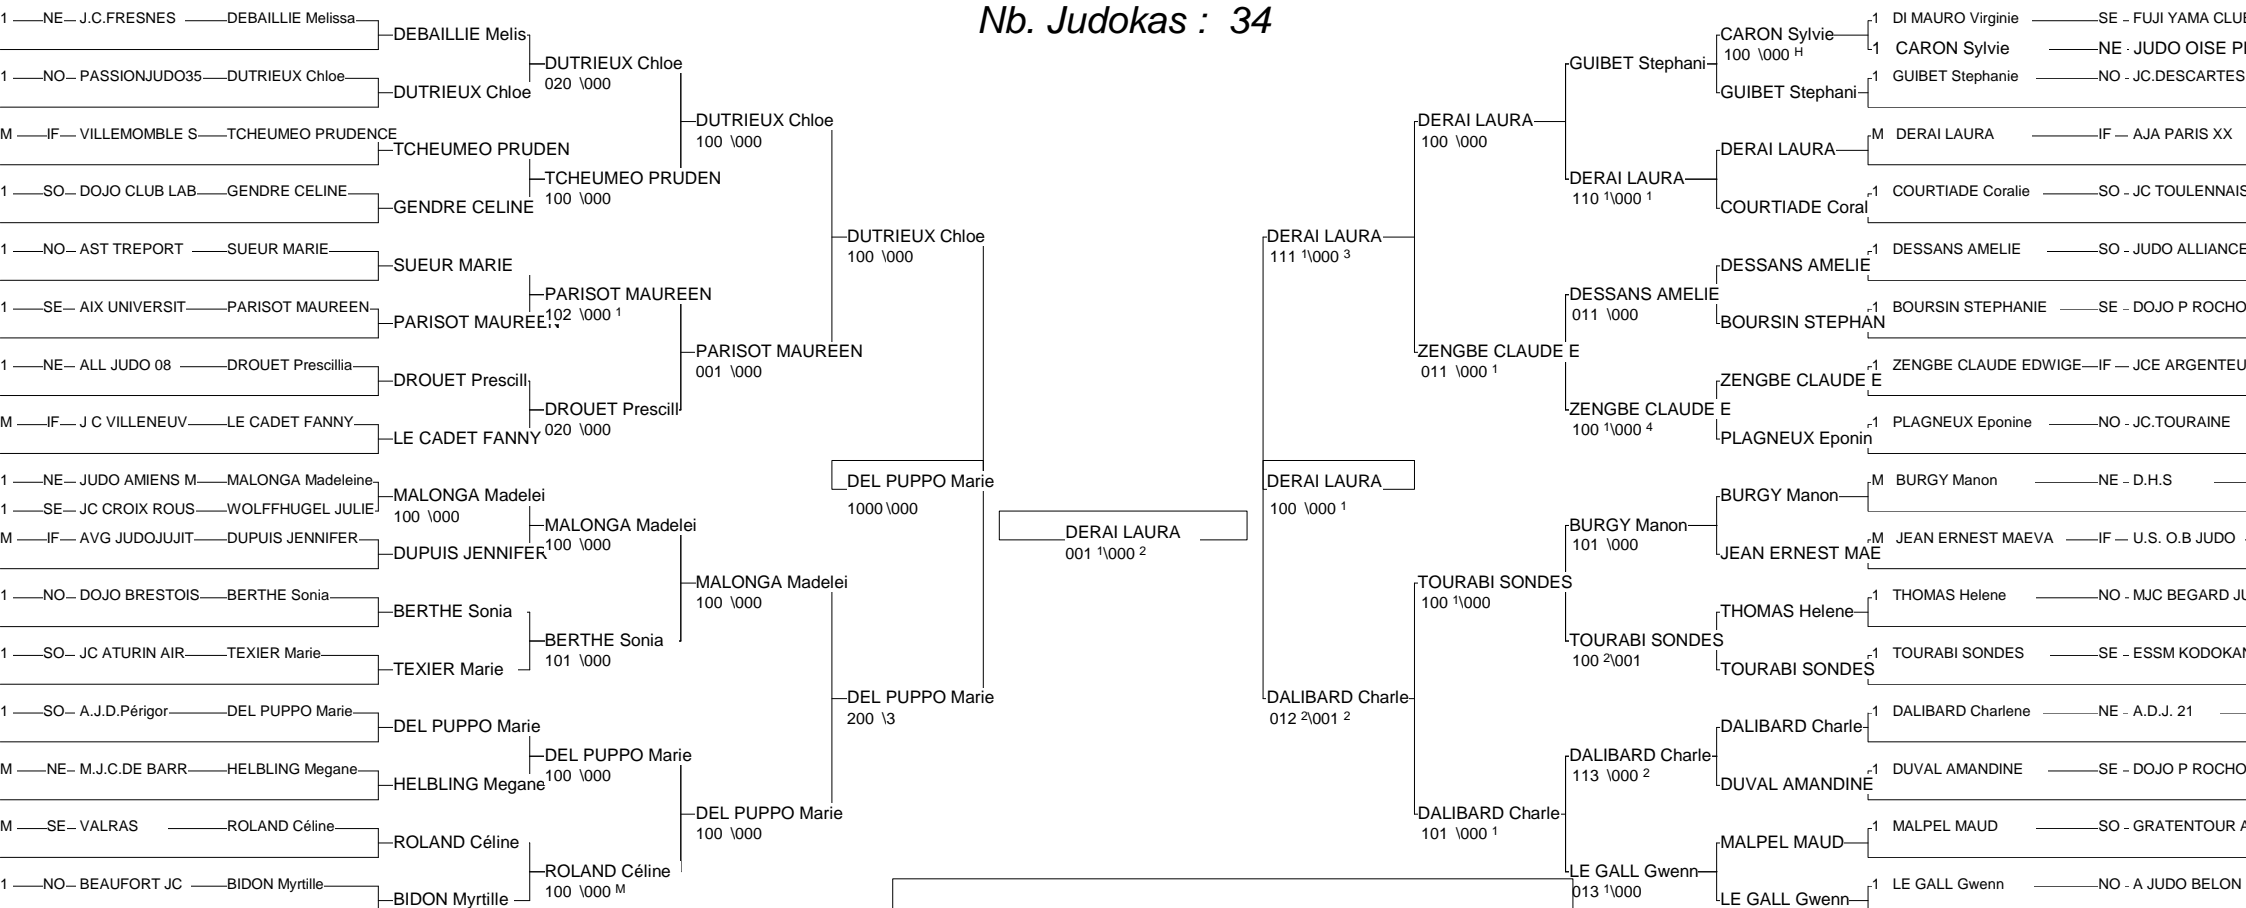 Nb. Judokas :  34
1 NE J.C.FRESNES DEBAILLIE Melissa
1 NO PASSIONJUDO35 DUTRIEUX Chloe
M IF VILLEMOMBLE S TCHEUMEO PRUDENCE
1 SO DOJO CLUB LAB GENDRE CELINE
1 NO AST TREPORT SUEUR MARIE
1 SE AIX UNIVERSIT PARISOT MAUREEN
1 NE ALL JUDO 08 DROUET Prescillia
M IF J C VILLENEUV LE CADET FANNY
1 NE JUDO AMIENS M MALONGA Madeleine
1 SE JC CROIX ROUS WOLFFHUGEL JULIE
M IF AVG JUDOJUJIT DUPUIS JENNIFER
1 NO DOJO BRESTOIS BERTHE Sonia
1 SO JC ATURIN AIR TEXIER Marie
1 SO A.J.D.Périgor DEL PUPPO Marie
M NE M.J.C.DE BARR HELBLING Megane
M SE VALRAS ROLAND Céline
1 NO BEAUFORT JC BIDON Myrtille
DEBAILLIE Melis
DUTRIEUX Chloe
TCHEUMEO PRUDEN
GENDRE CELINE
SUEUR MARIE
PARISOT MAUREEN
DROUET Prescill
LE CADET FANNY
MALONGA Madelei
100 \000
DUPUIS JENNIFER
BERTHE Sonia
TEXIER Marie
DEL PUPPO Marie
HELBLING Megane
ROLAND Céline
BIDON Myrtille
DUTRIEUX Chloe
020 \000
TCHEUMEO PRUDEN
100 \000
PARISOT MAUREEN
102 \000 1
DROUET Prescill
020 \000
MALONGA Madelei
100 \000
BERTHE Sonia
101 \000
DEL PUPPO Marie
100 \000
ROLAND Céline
100 \000 M
DUTRIEUX Chloe
100 \000
PARISOT MAUREEN
001 \000
MALONGA Madelei
100 \000
DEL PUPPO Marie
100 \000
DUTRIEUX Chloe
100 \000
DEL PUPPO Marie
200 \3
DEL PUPPO Marie
1000 \000
DERAI LAURA
001 1\000 2
DERAI LAURA
100 \000 1
DERAI LAURA
111 1\000 3
DALIBARD Charle
012 2\001 2
DERAI LAURA
100 \000
ZENGBE CLAUDE E
011 \000 1
TOURABI SONDES
100 1\000
DALIBARD Charle
101 \000 1
GUIBET Stephani
DERAI LAURA
110 1\000 1
DESSANS AMELIE
011 \000
ZENGBE CLAUDE E
100 1\000 4
BURGY Manon
101 \000
TOURABI SONDES
100 2\001
DALIBARD Charle
113 \000 2
LE GALL Gwenn
013 1\000
CARON Sylvie
100 \000 H
GUIBET Stephani
DERAI LAURA
COURTIADE Coral
DESSANS AMELIE
BOURSIN STEPHAN
ZENGBE CLAUDE E
PLAGNEUX Eponin
BURGY Manon
JEAN ERNEST MAE
THOMAS Helene
TOURABI SONDES
DALIBARD Charle
DUVAL AMANDINE
MALPEL MAUD
LE GALL Gwenn
1 DI MAURO Virginie SE - FUJI YAMA CLUB
1 CARON Sylvie NE - JUDO OISE P
1 GUIBET Stephanie NO - JC.DESCARTES
M DERAI LAURA IF - AJA PARIS XX
1 COURTIADE Coralie SO - JC TOULENNAIS
1 DESSANS AMELIE SO - JUDO ALLIANCE
1 BOURSIN STEPHANIE SE - DOJO P ROCHO
1 ZENGBE CLAUDE EDWIGE IF - JCE ARGENTEU
1 PLAGNEUX Eponine NO - JC.TOURAINE
M BURGY Manon NE - D.H.S
M JEAN ERNEST MAEVA IF - U.S. O.B JUDO
1 THOMAS Helene NO - MJC BEGARD JU
1 TOURABI SONDES SE - ESSM KODOKAN
1 DALIBARD Charlene NE - A.D.J. 21
1 DUVAL AMANDINE SE - DOJO P ROCHO
1 MALPEL MAUD SO - GRATENTOUR A
1 LE GALL Gwenn NO - A JUDO BELON